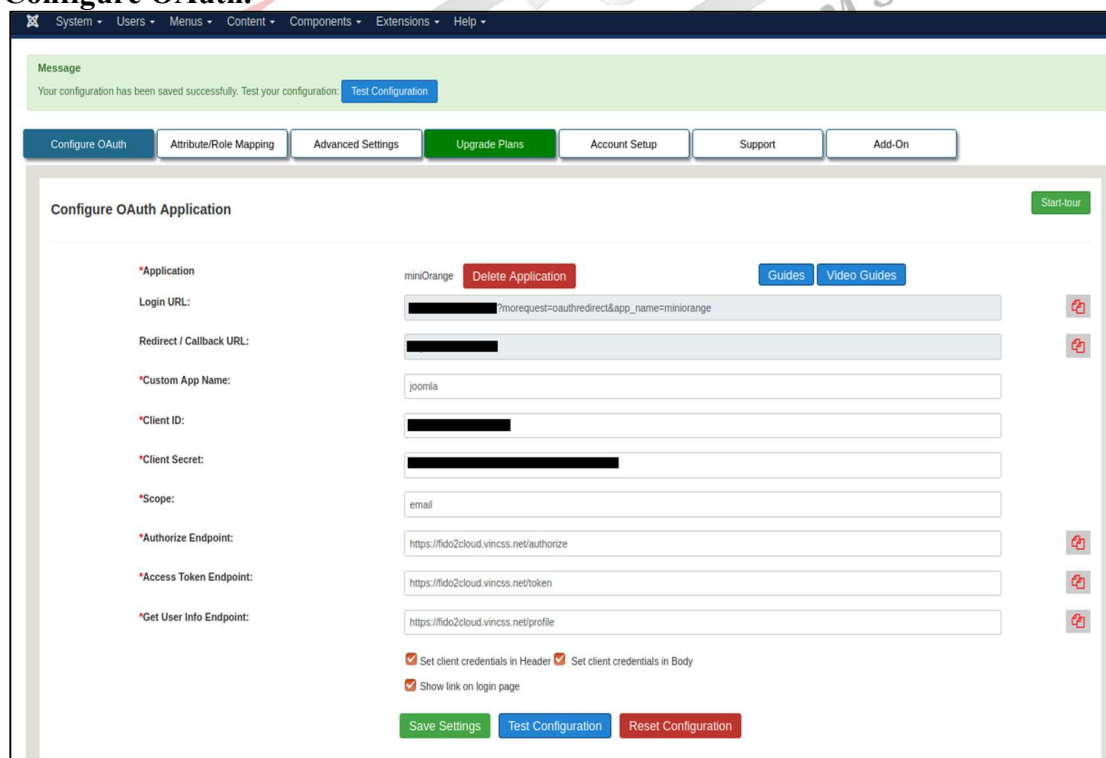 Configure OAuth.
System Users Menus Content Components Extensions Help
Message
Your configuration has been saved successfully. Test your configuration: Test Configuration
Configure OAuth Attribute/Role Mapping Advanced Settings Upgrade Plans Account Setup Support Add-On
Configure OAuth Application Start-tour
*Application miniOrange Delete Application Guides Video Guides
Login URL: ?morequest=oauthredirect&app_name=miniorange
Redirect / Callback URL:
*Custom App Name: joomla
*Client ID:
*Client Secret:
*Scope: email
*Authorize Endpoint: https://fido2cloud.vincss.net/authorize
*Access Token Endpoint: https://fido2cloud.vincss.net/token
*Get User Info Endpoint: https://fido2cloud.vincss.net/profile
Set client credentials in Header Set client credentials in Body
Show link on login page
Save Settings Test Configuration Reset Configuration